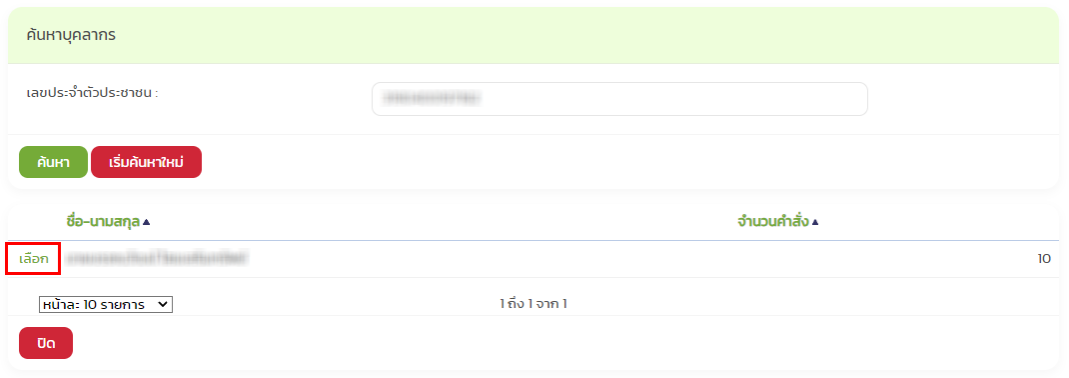 ค้นหาบุคลากร
เลขประจำตัวประชาชน :
ค้นหา เริ่มค้นหาใหม่
ชื่อ-นามสกุล ▲ จำนวนคำสั่ง ▲
เลือก 10
หน้าละ 10 รายการ 1 ถึง 1 จาก 1
ปิด